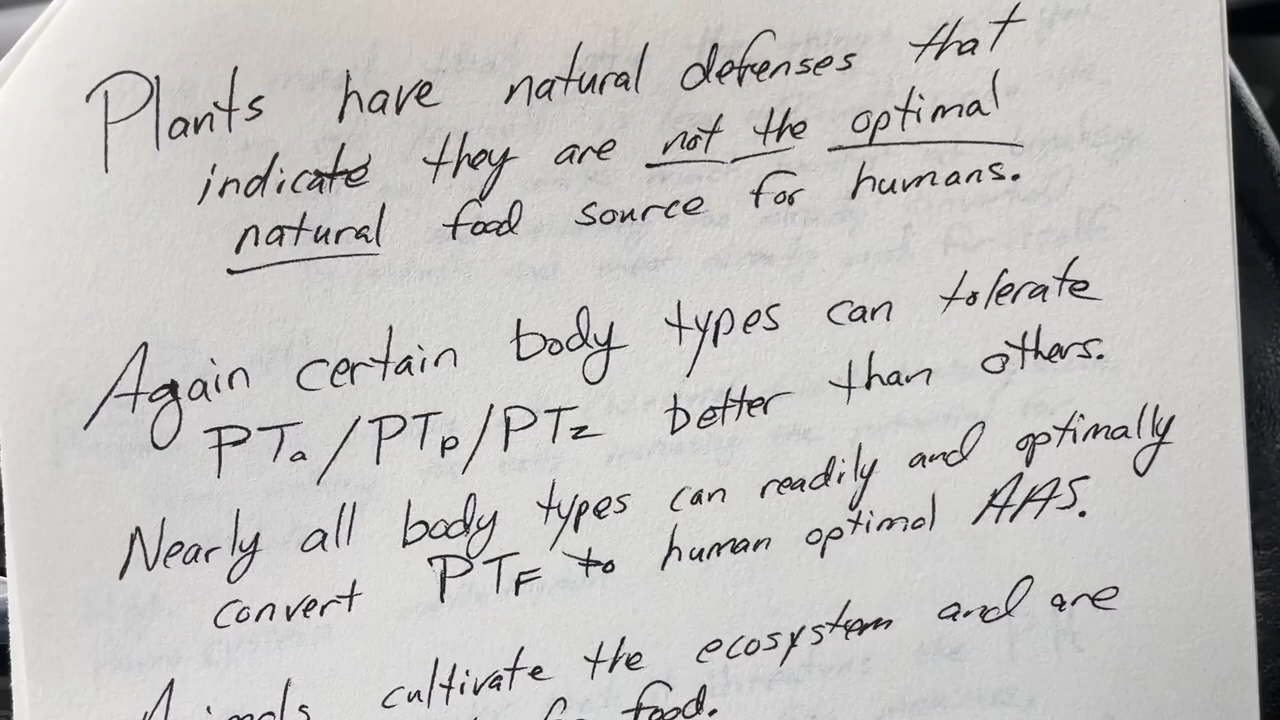 Plants have natural defenses that
indicate they are not the optimal
natural food source for humans.
Again certain body types can tolerate
PTa/PTp/PTz better than others.
Nearly all body types can readily and optimally
convert PTF to human optimal AAS.
Animals cultivate the ecosystem and are
food.